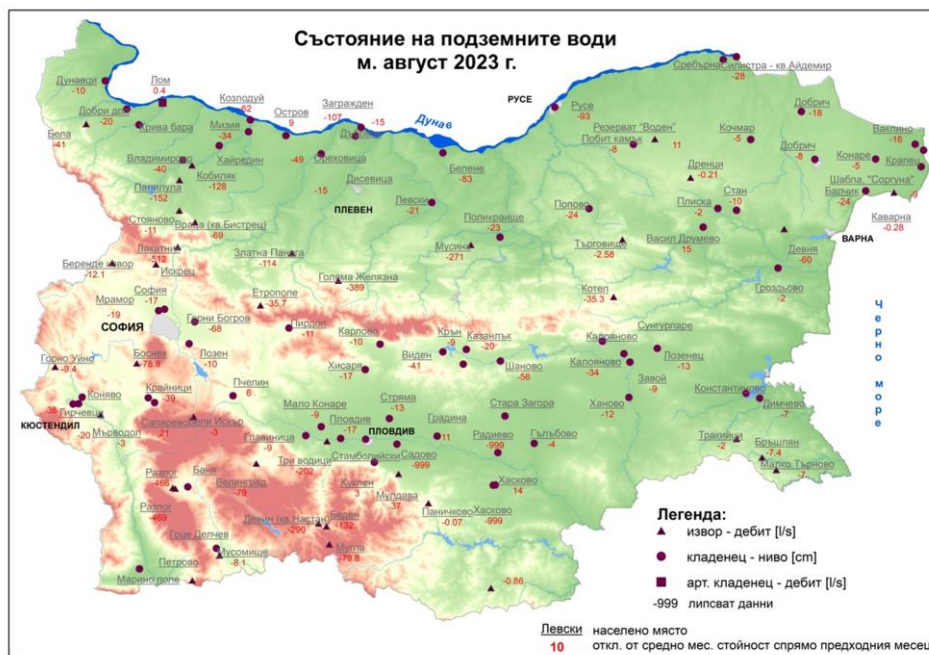 Състояние на подземните води
м. август 2023 г.
Сребърна
Силистра - кв.Айдемир
-28
Дунавци
-10
Лом
0.4
Козлодуй
62
Остров
9
Загражден
-107
-15
Дунав
РУСЕ
Русе
-93
Добрич
-18
Добри дол
-20
Крива бара
Мизия
-34
Бела
-41
Хайредин
-49
Ореховица
Белене
-83
Резерват "Воден"
11
Побит камък
-8
Кочмар
-5
Добрич
-8
Ваклино
-16
Конаре
-5
Крапец
Владимирово
-40
Кобиляк
-128
-152
-15
Дисевица
Дренци
-0.21
Шабла, "Соргуна"
-9
Балчик
-24
Стояново
-11
Враца (кв.Бистрец)
-69
ПЛЕВЕН
Левски
-21
Попово
-24
Плиска
-2
Стан
-10
Каварна
-0.28
ВАРНА
Поликраище
-23
Лакатник
-512
Златна Панега
-114
Мусина
-271
Търговище
-2.58
Васил Друмево
15
Девня
-60
Беренде извор
-12.1
Искрец
Голяма Желязна
-389
Котел
-35.3
Гроздьово
-2
Мрамор
-19
София
-17
СОФИЯ
Етрополе
-35.7
Горни Богров
-68
Пирдоп
-11
Карлово
-10
Крън
-9
Казанлък
-20
Виден
-41
Калояново
Сунгурларе
Черно море
Горно Уйно
-9.4
Боснек
-78.8
Лозен
-10
Хисаря
-17
Шаново
-56
Калояново
-34
Лозенец
-13
Завой
-9
Константиново
Коняво
36
Гирчевци
-20
КЮСТЕНДИЛ
Крайници
39
Пчелин
6
Мало Конаре
-9
Стряма
-13
Пловдив
-17
ПЛОВДИВ
Градина
11
Стара Загора
Ханово
-12
Димчево
-7
Мърводол
-3
21
Бели Искър
-3
Главиница
-9
Стамболийски
Садово
-999
Радиево
-999
Гълъбово
-4
Тракийци
-2
Бръшлян
-7.4
Малко Търново
-7
Три водици
-202
Разлог
-466
Баня
Велинград
-79
Куклен
3
Мулдава
37
Хасково
14
Разлог
-469
Девин (кв.Настан)
-290
Беден
-132
Паничково
-0.07
Хасково
-999
Гоце Делчев
Мусомище
-8.1
Мугла
-79.8
Петрово
Марино поле
-0.86
Легенда:
извор - дебит [l/s]
кладенец - ниво [cm]
арт. кладенец - дебит [l/s]
-999 липсват данни
Левски населено място
10 откл. от средно мес. стойност спрямо предходния месец